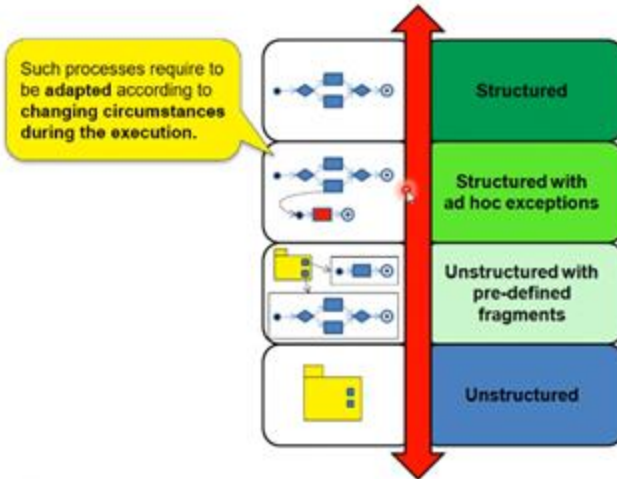 Such processes require to
be adapted according to
changing circumstances
during the execution.
Structured
Structured with
ad hoc exceptions
Unstructured with
pre-defined
fragments
Unstructured